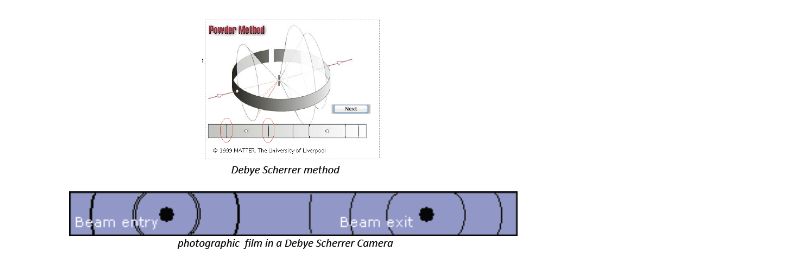 Powder Method
Next
© 1999 MATTER, The University of Liverpool
Debye Scherrer method
Beam entry
Beam exit
photographic film in a Debye Scherrer Camera